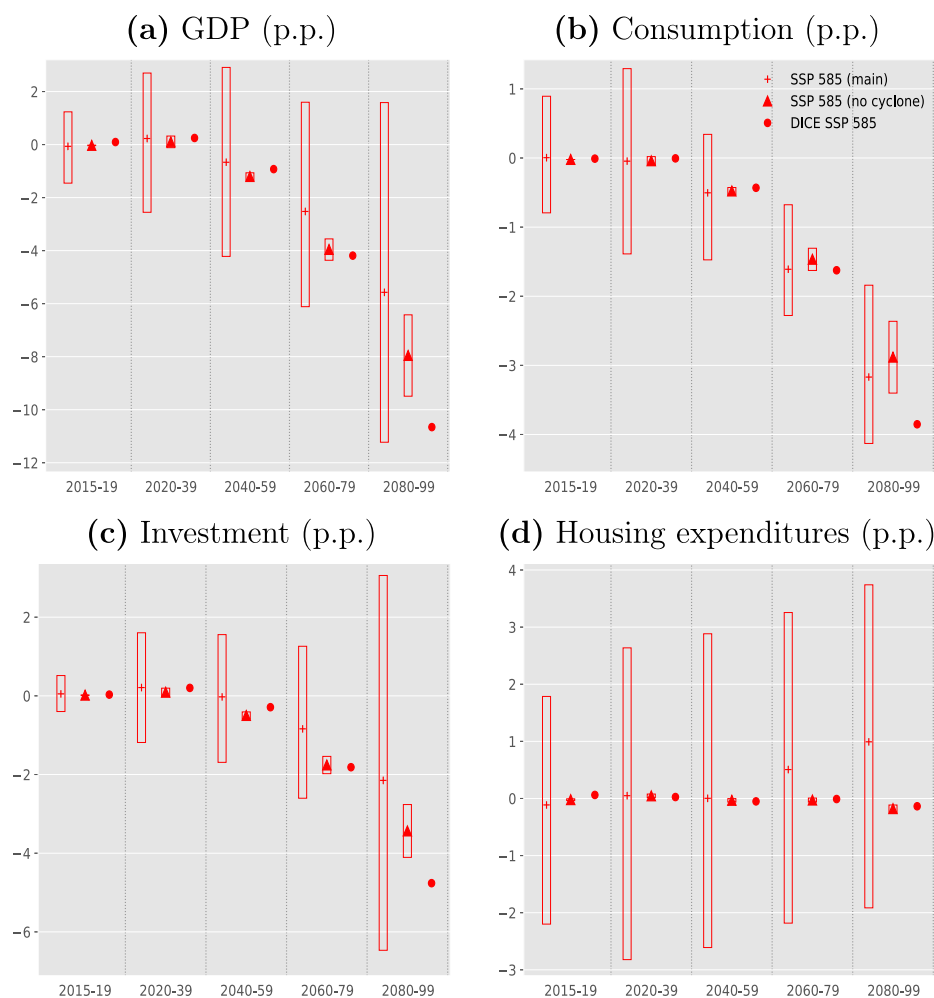 (a) GDP (p.p.)
(b) Consumption (p.p.)
2
0
−2
−4
−6
−8
−10
−12
2015-19 2020-39 2040-59 2060-79 2080-99
SSP 585 (main)
SSP 585 (no cyclone)
DICE SSP 585
1
0
−1
−2
−3
−4
2015-19 2020-39 2040-59 2060-79 2080-99
(c) Investment (p.p.)
(d) Housing expenditures (p.p.)
2
0
−2
−4
−6
2015-19 2020-39 2040-59 2060-79 2080-99
4
3
2
1
0
−1
−2
−3
2015-19 2020-39 2040-59 2060-79 2080-99